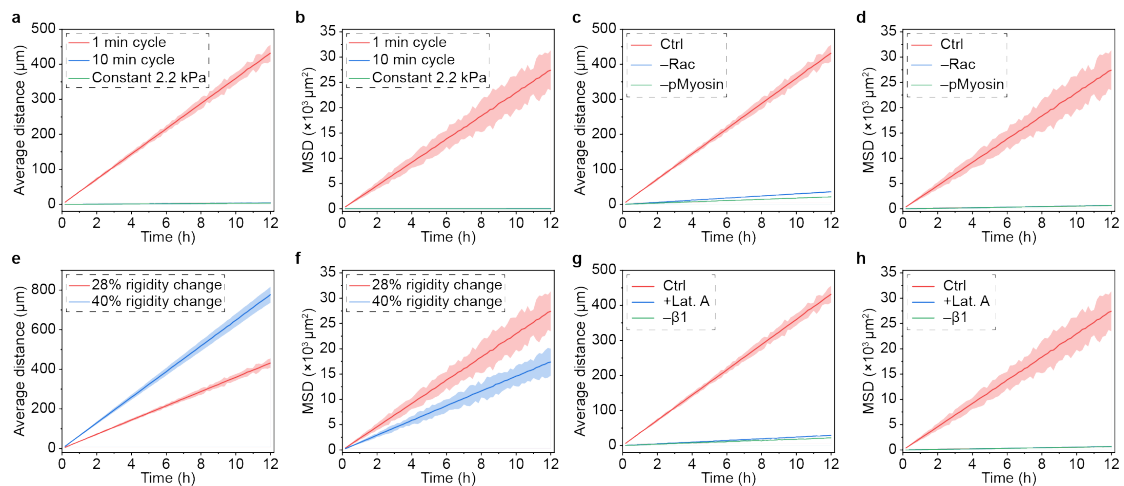 a
500
400
300
200
100
0
Average distance (μm)
1 min cycle
10 min cycle
Constant 2.2 kPa
0 2 4 6 8 10 12
Time (h)
b
35
30
25
20
15
10
5
0
MSD (×10³ μm²)
1 min cycle
10 min cycle
Constant 2.2 kPa
0 2 4 6 8 10 12
Time (h)
c
500
400
300
200
100
0
Average distance (μm)
Ctrl
–Rac
–pMyosin
0 2 4 6 8 10 12
Time (h)
d
35
30
25
20
15
10
5
0
MSD (×10³ μm²)
Ctrl
–Rac
–pMyosin
0 2 4 6 8 10 12
Time (h)
e
800
600
400
200
0
Average distance (μm)
28% rigidity change
40% rigidity change
0 2 4 6 8 10 12
Time (h)
f
35
30
25
20
15
10
5
0
MSD (×10³ μm²)
28% rigidity change
40% rigidity change
0 2 4 6 8 10 12
Time (h)
g
500
400
300
200
100
0
Average distance (μm)
Ctrl
+Lat. A
–β1
0 2 4 6 8 10 12
Time (h)
h
35
30
25
20
15
10
5
0
MSD (×10³ μm²)
Ctrl
+Lat. A
–β1
0 2 4 6 8 10 12
Time (h)